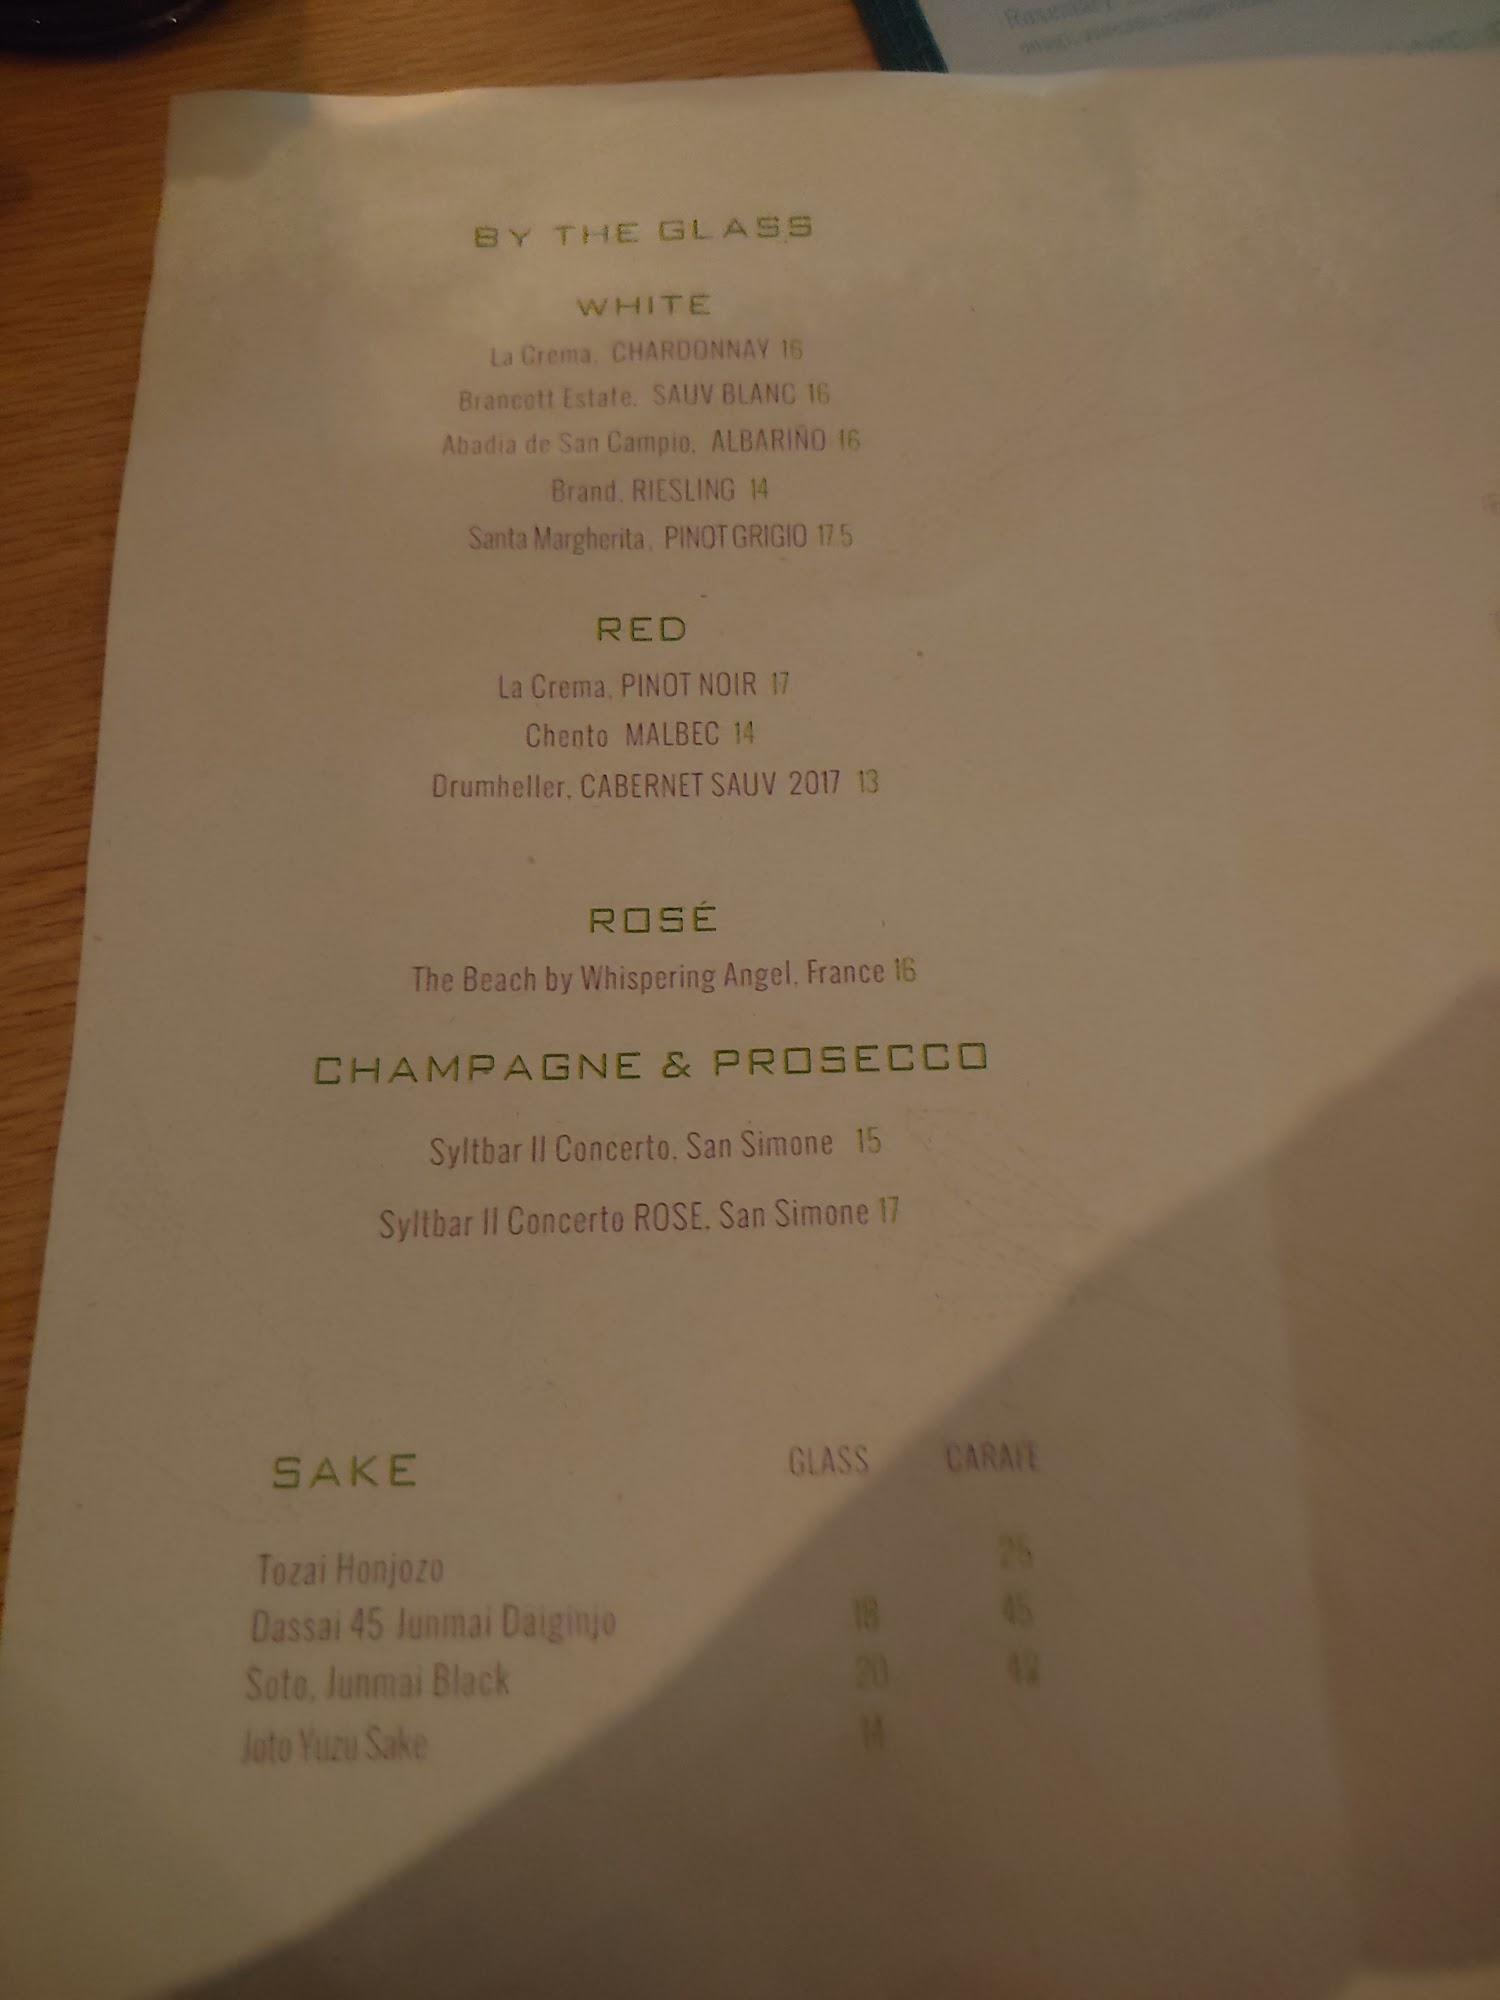 BY THE GLASS
WHITE
La Crema, CHARDONNAY 16
Brancott Estate, SAUV BLANC 16
Abadia de San Campio, ALBARIÑO 16
Brand, RIESLING 14
Santa Margherita, PINOT GRIGIO 17.5
RED
La Crema, PINOT NOIR 17
Chento MALBEC 14
Drumheller, CABERNET SAUV 2017 13
ROSÉ
The Beach by Whispering Angel, France 16
CHAMPAGNE & PROSECCO
Syltbar Il Concerto, San Simone 15
Syltbar Il Concerto ROSE, San Simone 17
SAKE GLASS CARAFE
Tozai Honjozo
Dassai 45 Junmai Daiginjo 18 45
Soto, Junmai Black 20
Joto Yuzu Sake 14